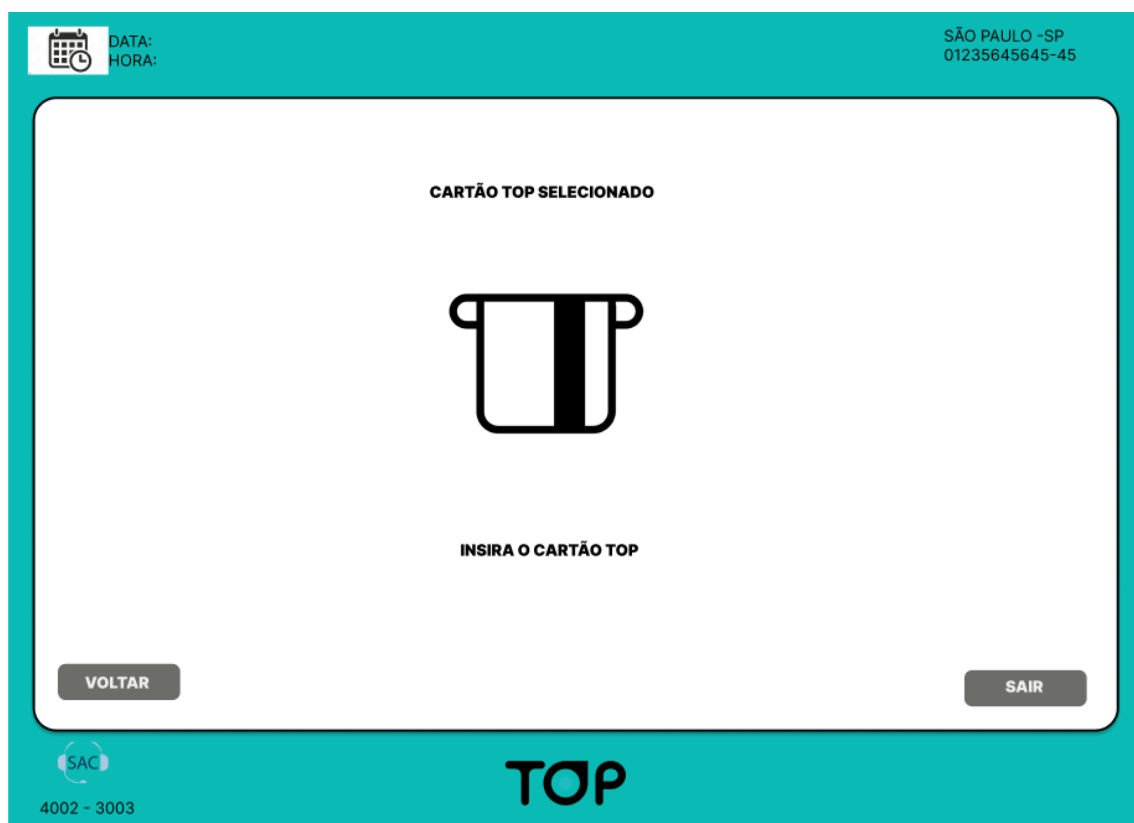 DATA:
HORA:
SÃO PAULO -SP
01235645645-45
CARTÃO TOP SELECIONADO
INSIRA O CARTÃO TOP
VOLTAR
SAIR
SAC
4002 - 3003
TOP